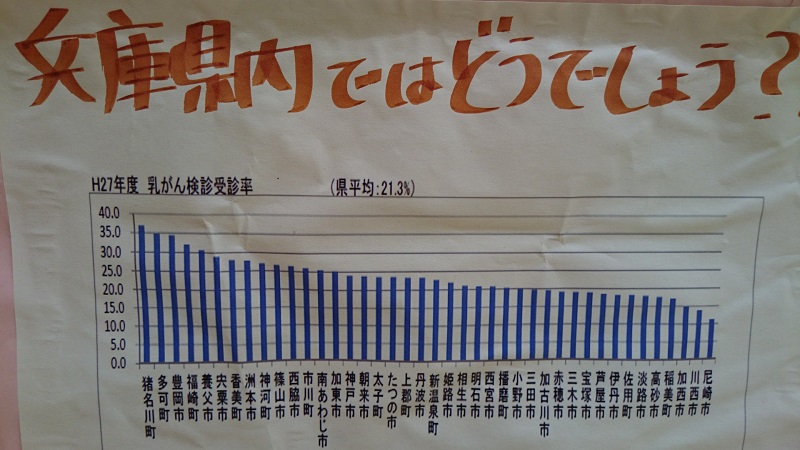 兵庫県内ではどうでしょう?
H27年度 乳がん検診受診率 (県平均:21.3%)
40.0
35.0
30.0
25.0
20.0
15.0
10.0
5.0
0.0
猪名川町
多可町
豊岡市
福崎町
養父市
宍粟市
香美町
洲本市
神河町
篠山市
西脇市
市川町
南あわじ市
加東市
神戸市
朝来市
太子町
たつの市
上郡町
丹波市
新温泉町
姫路市
相生市
明石市
西宮市
播磨町
小野市
三田市
加古川市
赤穂市
三木市
宝塚市
芦屋市
伊丹市
佐用町
淡路市
高砂市
稲美町
加西市
川西市
尼崎市